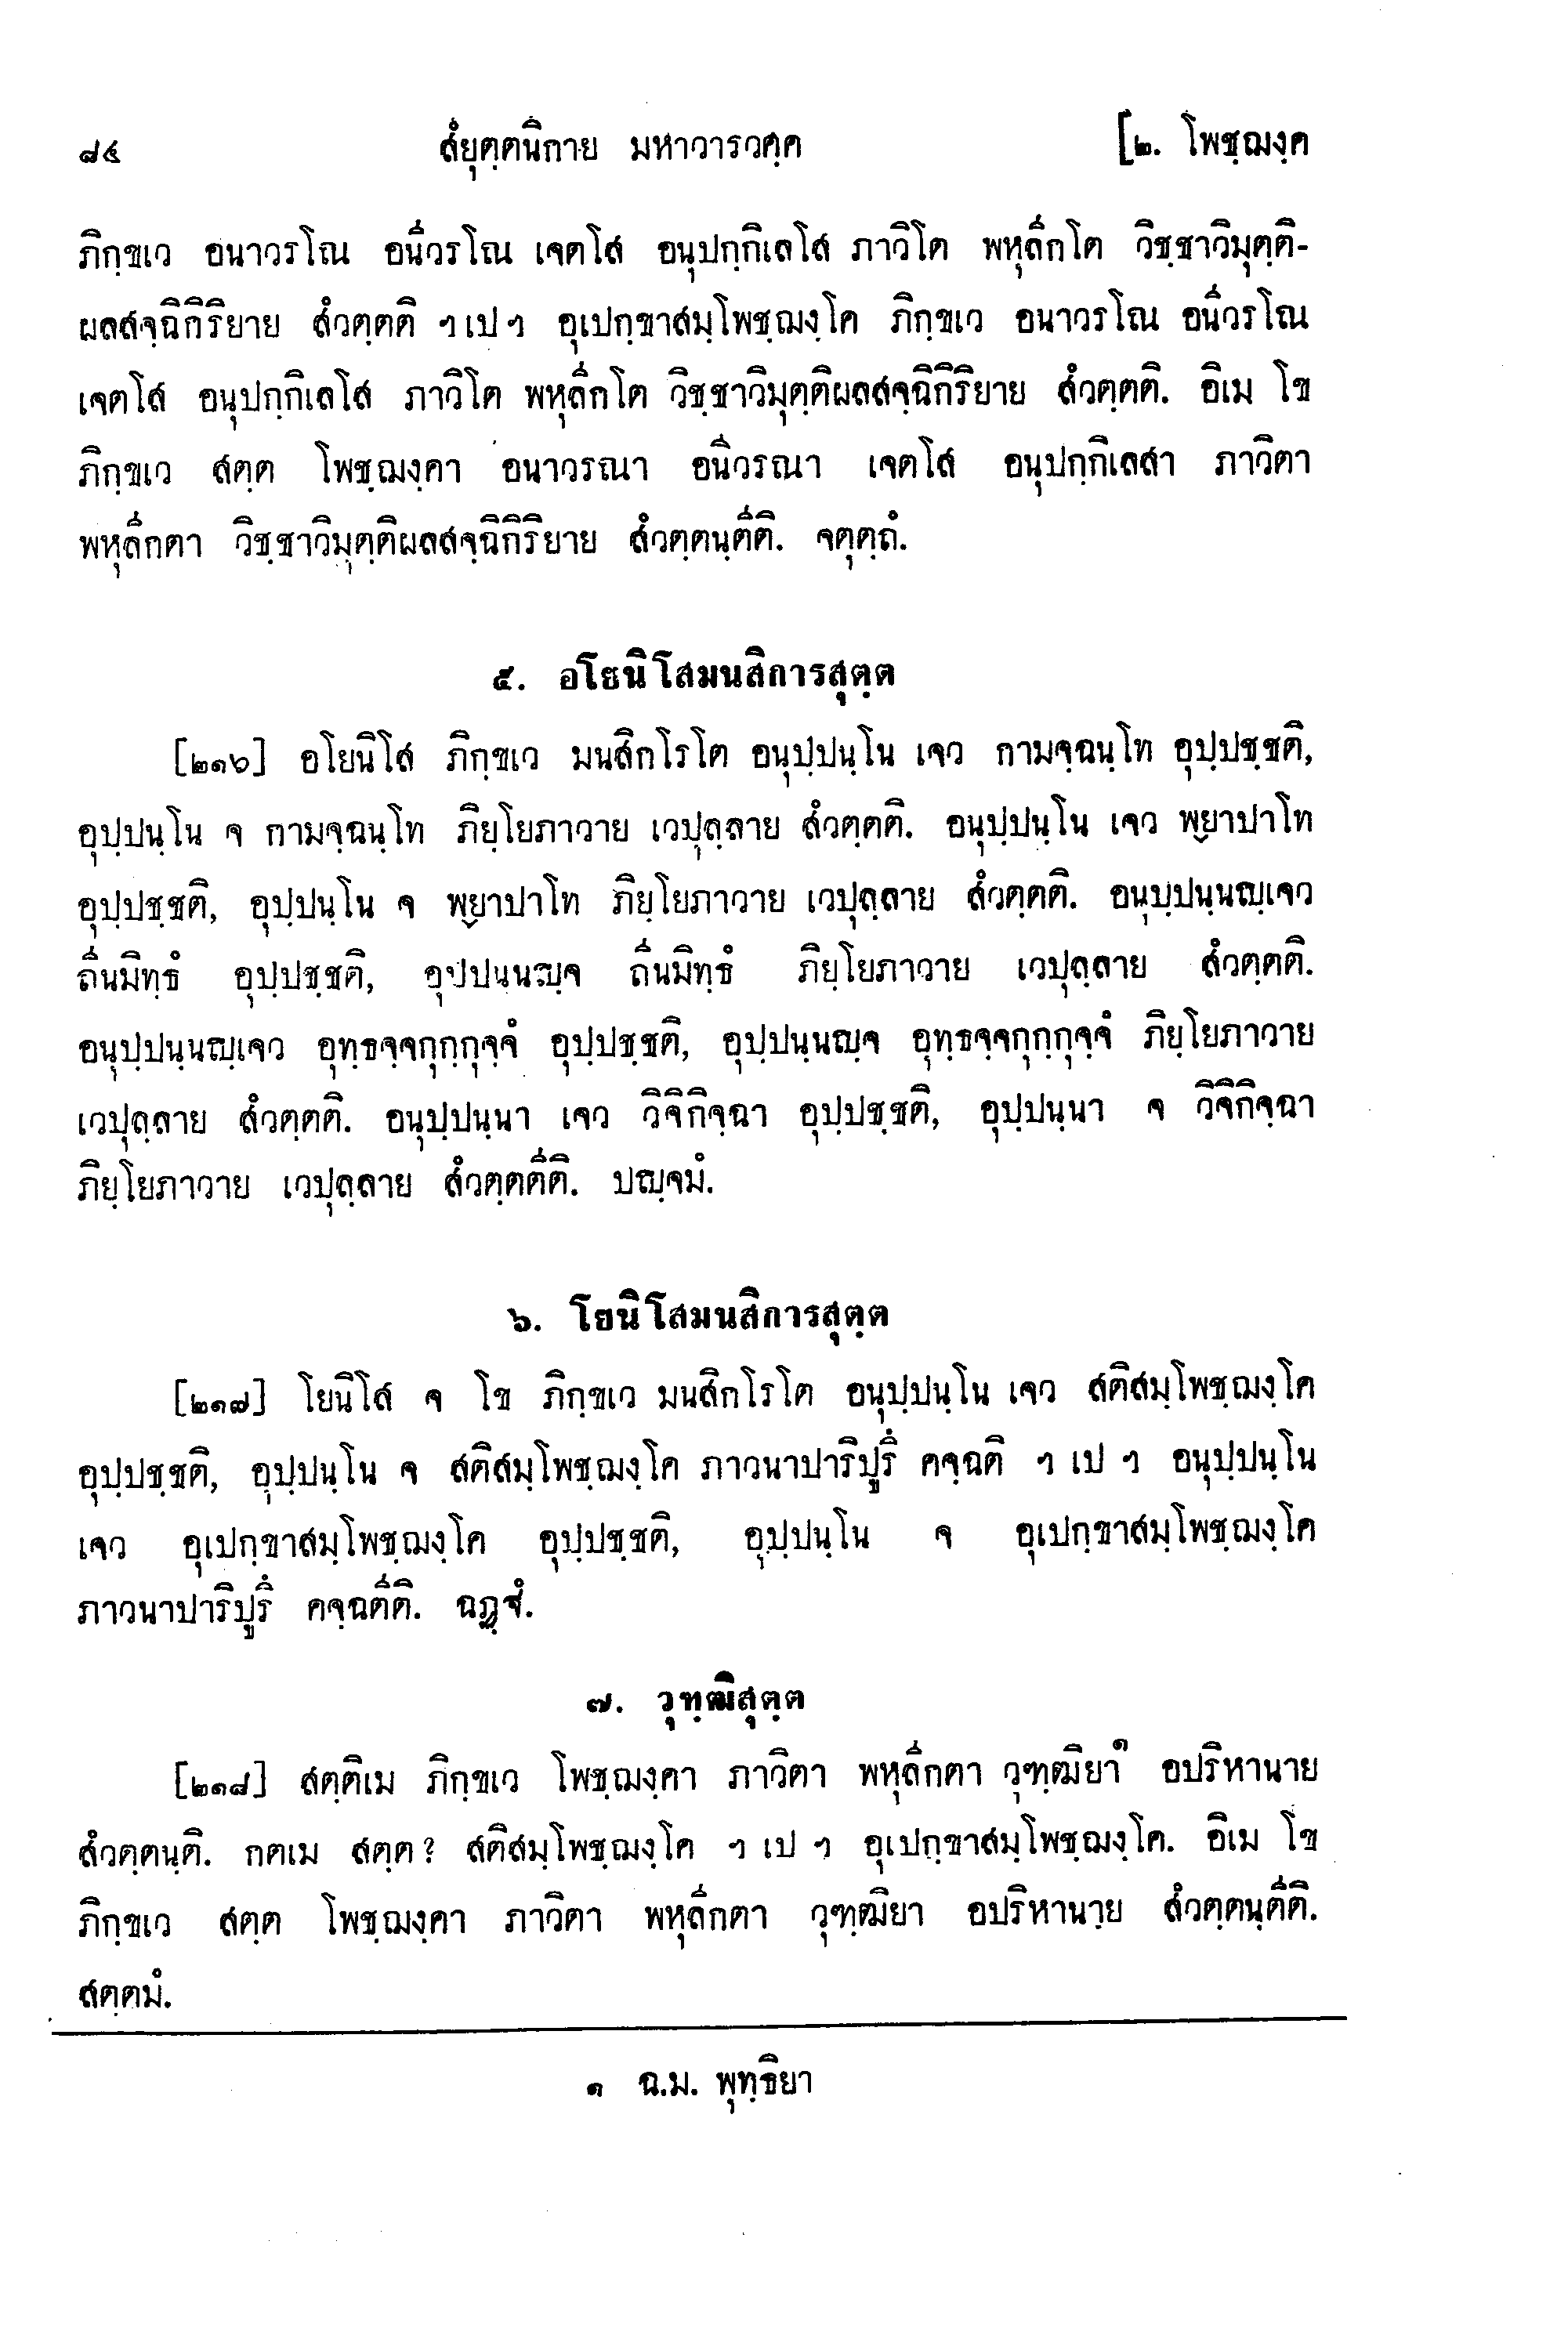 ๘๔ สํยุตฺตนิกาย มหาวารวคฺค [๒. โพชฺฌงฺค
ภิกฺขเว อนาวรโณ อนีวรโณ เจตโส อนุปกฺกิเลโส ภาวิโต พหุลีกโต วิชฺชาวิมุตฺติ-
ผลสจฺฉิกิริยาย สํวตฺตติ ฯ เป ฯ อุเปกฺขาสมฺโพชฺฌงฺโค ภิกฺขเว อนาวรโณ อนีวรโณ
เจตโส อนุปกฺกิเลโส ภาวิโต พหุลีกโต วิชฺชาวิมุตฺติผลสจฺฉิกิริยาย สํวตฺตติ. อิเม โข
ภิกฺขเว สตฺต โพชฺฌงฺคา อนาวรณา อนีวรณา เจตโส อนุปกฺกิเลสา ภาวิตา
พหุลีกตา วิชฺชาวิมุตฺติผลสจฺฉิกิริยาย สํวตฺตนฺตีติ. จตุตฺถํ.
๕. อโยนิโสมนสิการสุตฺต
[๒๑๖] อโยนิโส ภิกฺขเว มนสิกโรโต อนุปฺปนฺโน เจว กามจฺฉนฺโท อุปฺปชฺชติ,
อุปฺปนฺโน จ กามจฺฉนฺโท ภิยฺโยภาวาย เวปุลฺลาย สํวตฺตติ. อนุปฺปนฺโน เจว พฺยาปาโท
อุปฺปชฺชติ, อุปฺปนฺโน จ พฺยาปาโท ภิยฺโยภาวาย เวปุลฺลาย สํวตฺตติ. อนุปฺปนฺนญฺเจว
ถีนมิทฺธํ อุปฺปชฺชติ, อุปฺปนฺนญฺจ ถีนมิทฺธํ ภิยฺโยภาวาย เวปุลฺลาย สํวตฺตติ.
อนุปฺปนฺนญฺเจว อุทฺธจฺจกุกฺกุจฺจํ อุปฺปชฺชติ, อุปฺปนฺนญฺจ อุทฺธจฺจกุกฺกุจฺจํ ภิยฺโยภาวาย
เวปุลฺลาย สํวตฺตติ. อนุปฺปนฺนา เจว วิจิกิจฺฉา อุปฺปชฺชติ, อุปฺปนฺนา จ วิจิกิจฺฉา
ภิยฺโยภาวาย เวปุลฺลาย สํวตฺตตีติ. ปญฺจมํ.
๖. โยนิโสมนสิการสุตฺต
[๒๑๗] โยนิโส จ โข ภิกฺขเว มนสิกโรโต อนุปฺปนฺโน เจว สติสมฺโพชฺฌงฺโค
อุปฺปชฺชติ, อุปฺปนฺโน จ สติสมฺโพชฺฌงฺโค ภาวนาปาริปูรึ คจฺฉติ ฯ เป ฯ อนุปฺปนฺโน
เจว อุเปกฺขาสมฺโพชฺฌงฺโค อุปฺปชฺชติ, อุปฺปนฺโน จ อุเปกฺขาสมฺโพชฺฌงฺโค
ภาวนาปาริปูรึ คจฺฉตีติ. ฉฏฺฐํ.
๗. วุฑฺฒิสุตฺต
[๒๑๘] สตฺติเม ภิกฺขเว โพชฺฌงฺคา ภาวิตา พหุลีกตา วุฑฺฒิยา๑ อปริหานาย
สํวตฺตนฺติ. กตเม สตฺต? สติสมฺโพชฺฌงฺโค ฯ เป ฯ อุเปกฺขาสมฺโพชฺฌงฺโค. อิเม โข
ภิกฺขเว สตฺต โพชฺฌงฺคา ภาวิตา พหุลีกตา วุฑฺฒิยา อปริหานาย สํวตฺตนฺตีติ.
สตฺตมํ.
๑ ฉ.ม. พุทฺธิยา